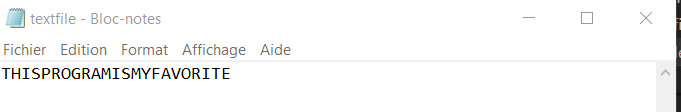 textfile - Bloc-notes
Fichier Edition Format Affichage Aide
THISPROGRAMISMYFAVORITE